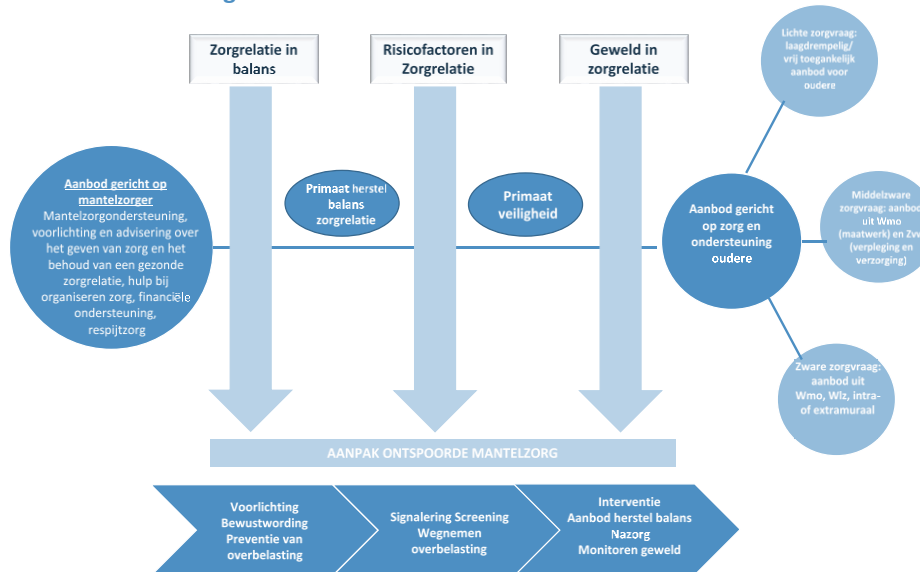 Zorgrelatie in
balans
Risicofactoren in
Zorgrelatie
Geweld in
zorgrelatie
Lichte zorgvraag:
laagdrempelig/
vrij toegankelijk
aanbod voor
oudere
Aanbod gericht op
mantelzorger
Mantelzorgondersteuning,
voorlichting en advisering over
het geven van zorg en het
behoud van een gezonde
zorgrelatie, hulp bij
organiseren zorg, financiële
ondersteuning,
respijtzorg
Primaat herstel
balans
zorgrelatie
Primaat
veiligheid
Aanbod gericht
op zorg en
ondersteuning
oudere
Middelzware
zorgvraag: aanbod
uit Wmo
(maatwerk) en Zvw
(verpleging en
verzorging)
Zware zorgvraag:
aanbod uit
Wmo, Wlz, intra-
of extramuraal
AANPAK ONTSPOORDE MANTELZORG
Voorlichting
Bewustwording
Preventie van
overbelasting
Signalering Screening
Wegnemen
overbelasting
Interventie
Aanbod herstel balans
Nazorg
Monitoren geweld